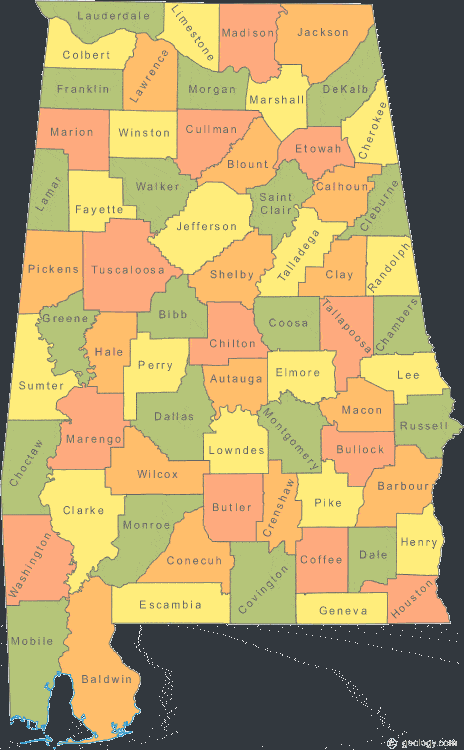 Lauderdale
Limestone
Madison
Jackson
Colbert
Lawrence
Franklin
Morgan
Marshall
DeKalb
Cherokee
Marion
Winston
Cullman
Blount
Etowah
Lamar
Fayette
Walker
Jefferson
Saint
Clair
Calhoun
Cleburne
Pickens
Tuscaloosa
Shelby
Talladega
Clay
Randolph
Greene
Hale
Bibb
Chilton
Coosa
Tallapoosa
Chambers
Sumter
Perry
Autauga
Elmore
Lee
Macon
Russell
Choctaw
Marengo
Dallas
Lowndes
Montgomery
Bullock
Wilcox
Clarke
Monroe
Butler
Crenshaw
Pike
Barbour
Washington
Conecuh
Covington
Coffee
Dale
Henry
Escambia
Geneva
Houston
Mobile
Baldwin
geology.com